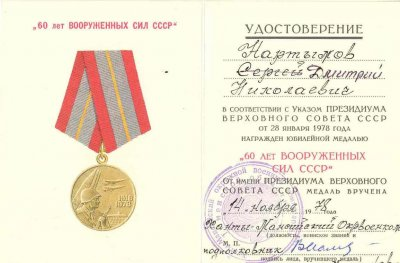 „60 лет ВООРУЖЕННЫХ СИЛ СССР"
1918
1978
УДОСТОВЕРЕНИЕ
Нартымов
Сергей Дмитрий
Николаевич
В СООТВЕТСТВИИ С УКАЗОМ ПРЕЗИДИУМА
ВЕРХОВНОГО СОВЕТА СССР
ОТ 28 ЯНВАРЯ 1978 ГОДА
НАГРАЖДЕН ЮБИЛЕЙНОЙ МЕДАЛЬЮ
„60 ЛЕТ ВООРУЖЕННЫХ
СИЛ СССР"
ОТ ИМЕНИ ПРЕЗИДИУМА ВЕРХОВНОГО
СОВЕТА СССР МЕДАЛЬ ВРУЧЕНА
14 ноября 1978 года
Ханты-Мансийский Окрвоенком
(должность, воинское звание и
М. П.
подполковник
подпись лица, вручившего медаль)